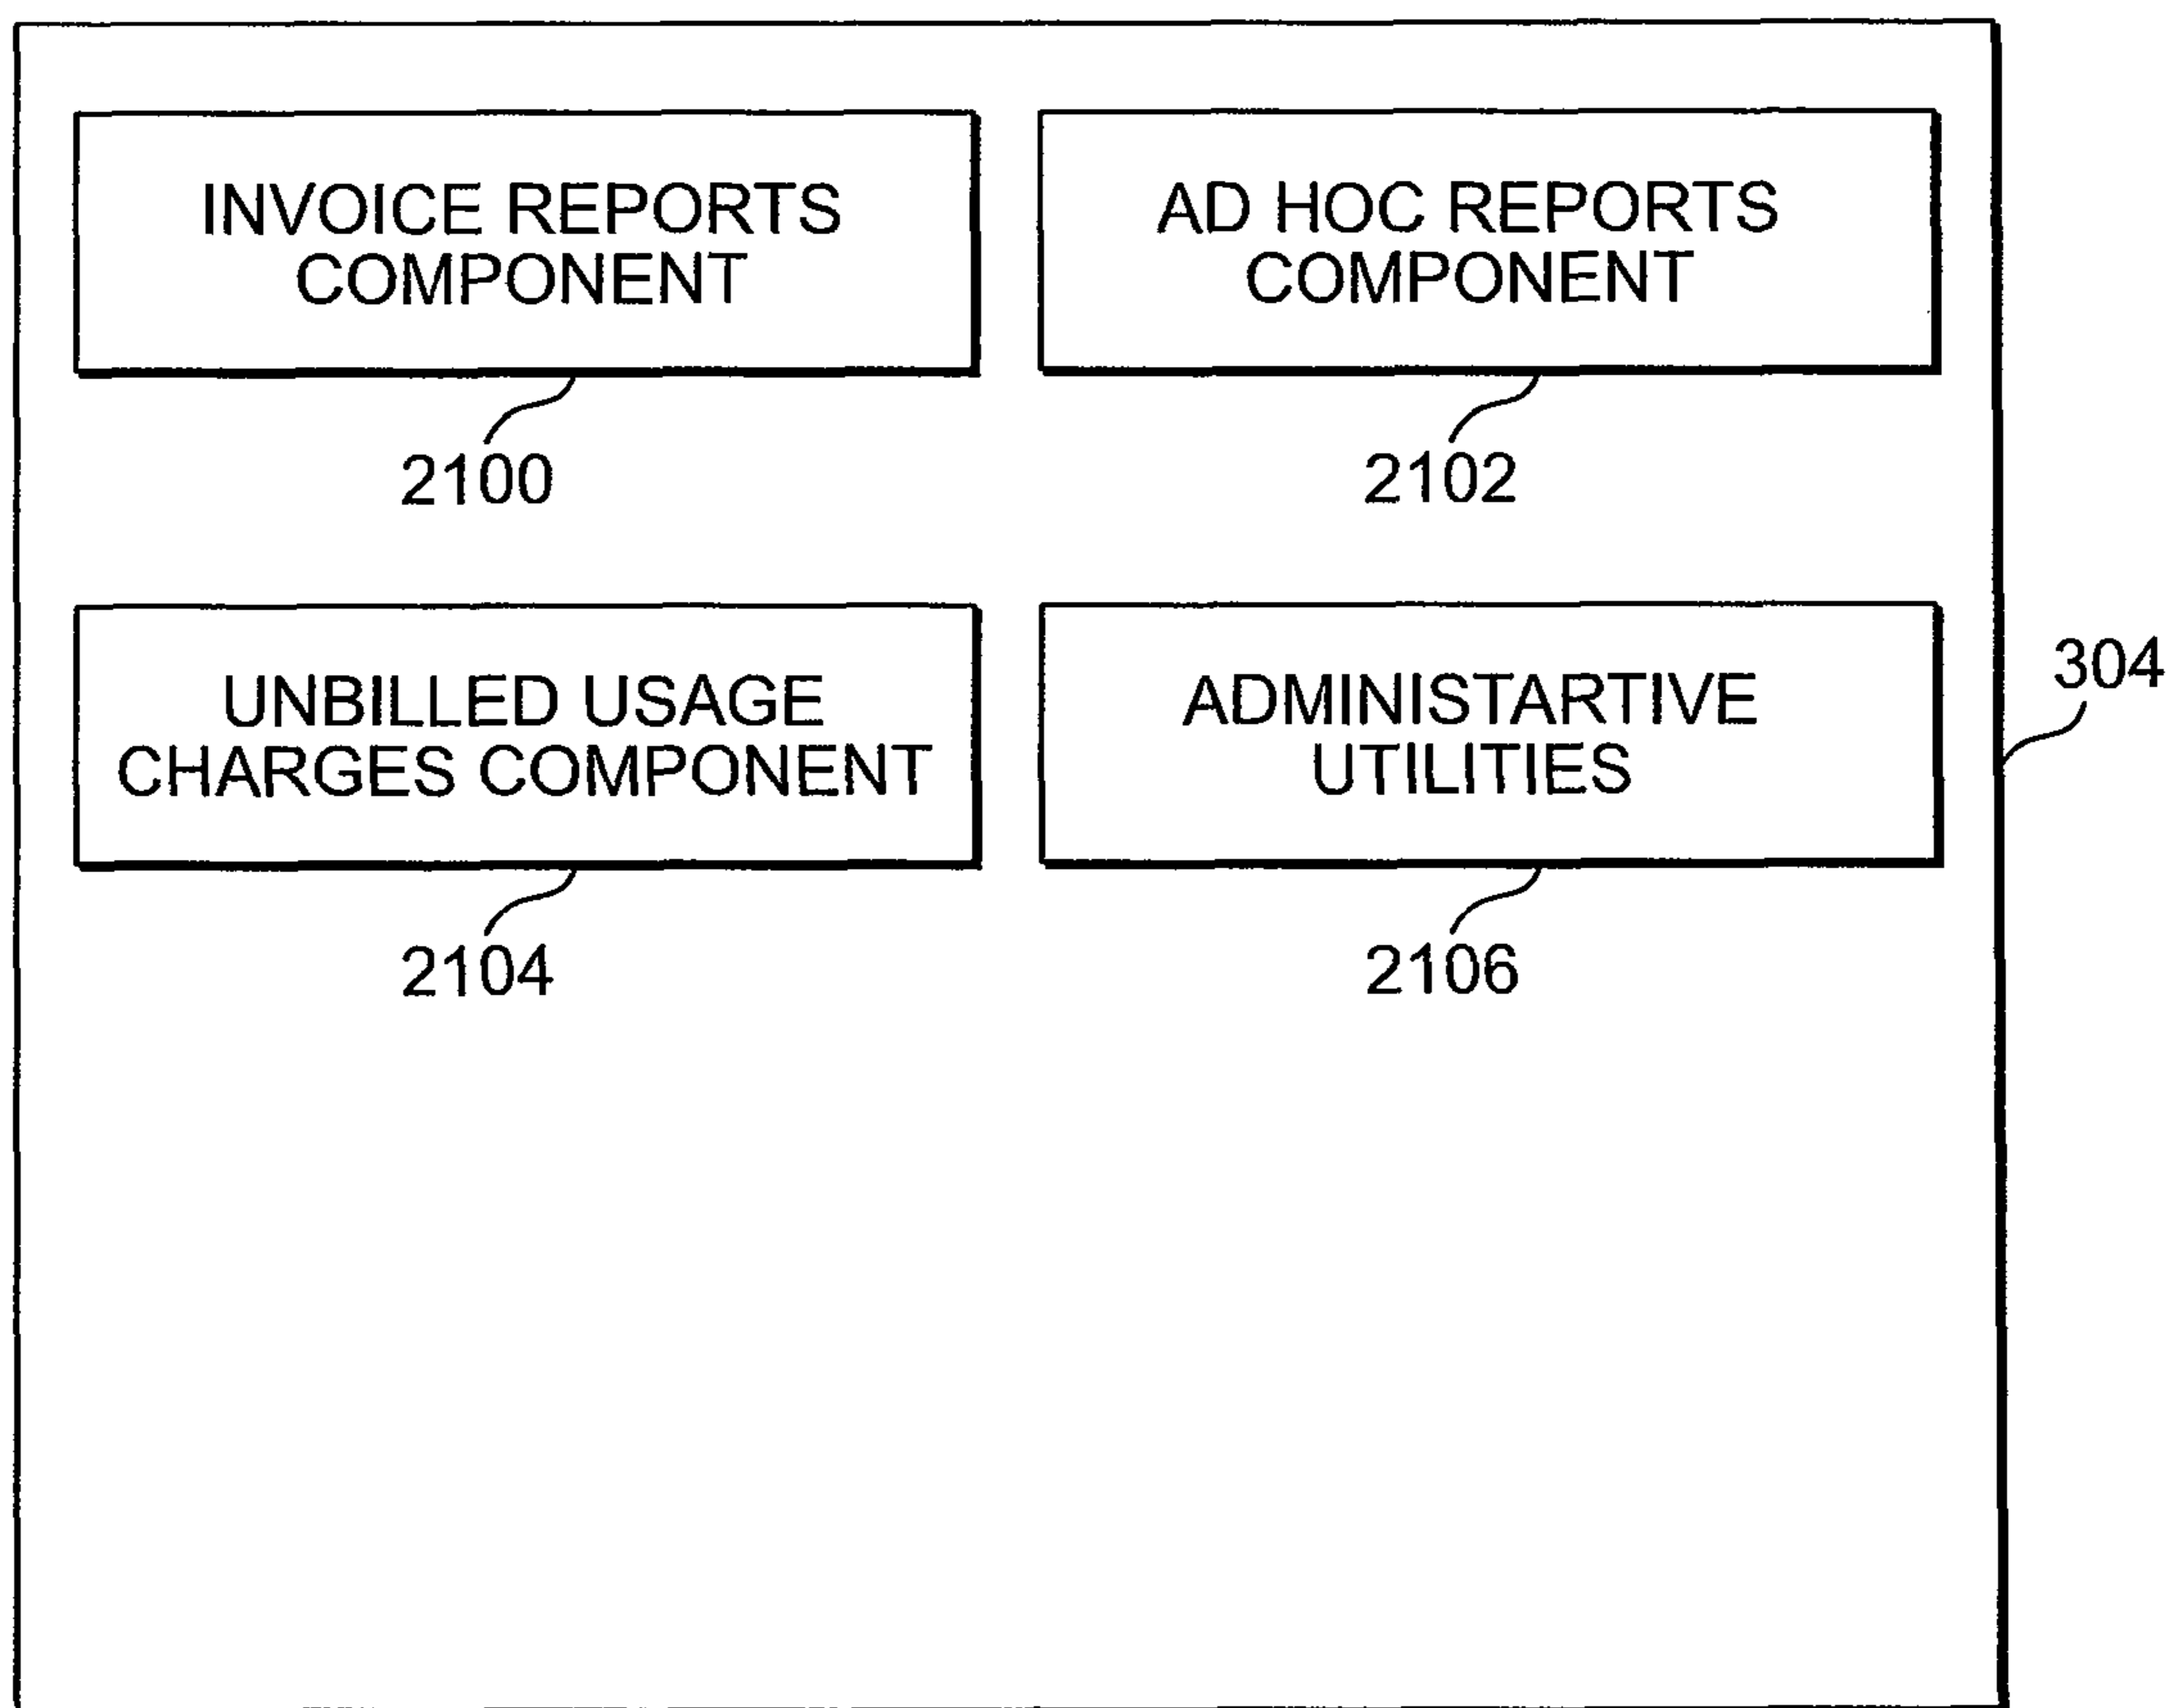 INVOICE REPORTS
COMPONENT
2100
AD HOC REPORTS
COMPONENT
2102
UNBILLED USAGE
CHARGES COMPONENT
2104
ADMINISTARTIVE
UTILITIES
2106
304